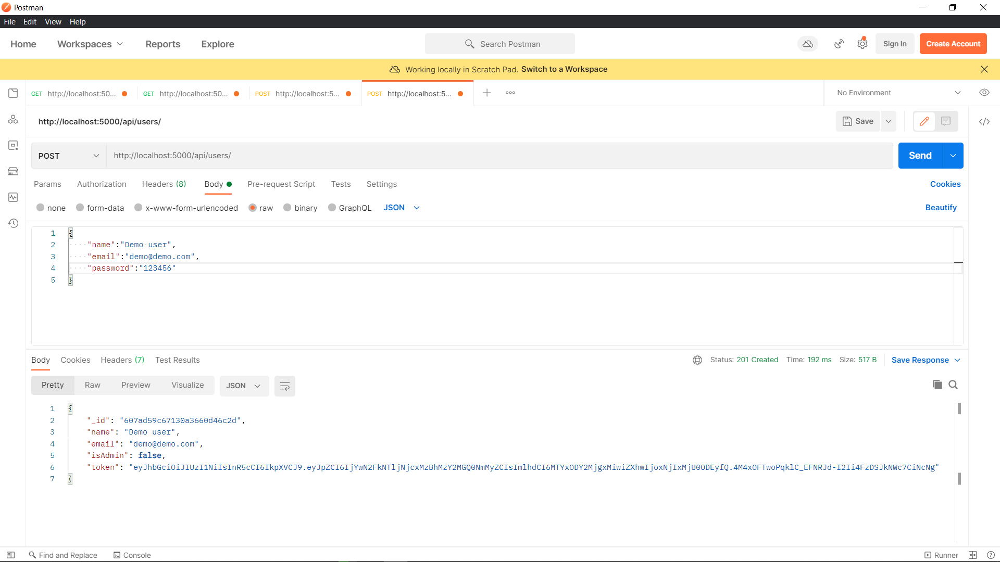 Postman
File Edit View Help
Home Workspaces Reports Explore Search Postman Sign In Create Account
Working locally in Scratch Pad. Switch to a Workspace
GET http://localhost:50... GET http://localhost:50... POST http://localhost:5... POST http://localhost:5... No Environment
http://localhost:5000/api/users/ Save
POST http://localhost:5000/api/users/ Send
Params Authorization Headers (8) Body Pre-request Script Tests Settings Cookies
none form-data x-www-form-urlencoded raw binary GraphQL JSON Beautify
1 {
2 "name":"Demo user",
3 "email":"demo@demo.com",
4 "password":"123456"
5 }
Body Cookies Headers (7) Test Results Status: 201 Created Time: 192 ms Size: 517 B Save Response
Pretty Raw Preview Visualize JSON
1 {
2 "_id": "607ad59c67130a3660d46c2d",
3 "name": "Demo user",
4 "email": "demo@demo.com",
5 "isAdmin": false,
6 "token": "eyJhbGciOiJIUzI1NiIsInR5cCI6IkpXVCJ9.eyJpZCI6IjYwN2FkNTljNjcxMzBhMzY2MGQ0NmMyZCIsImlhdCI6MTYxODY2MjgxMiwiZXhwIjoxNjIxMjU0ODEyfQ.4M4xOFTwoPqklC_EFNRJd-I2Ii4FzDSJkNWc7CiNcNg"
7 }
Find and Replace Console Runner